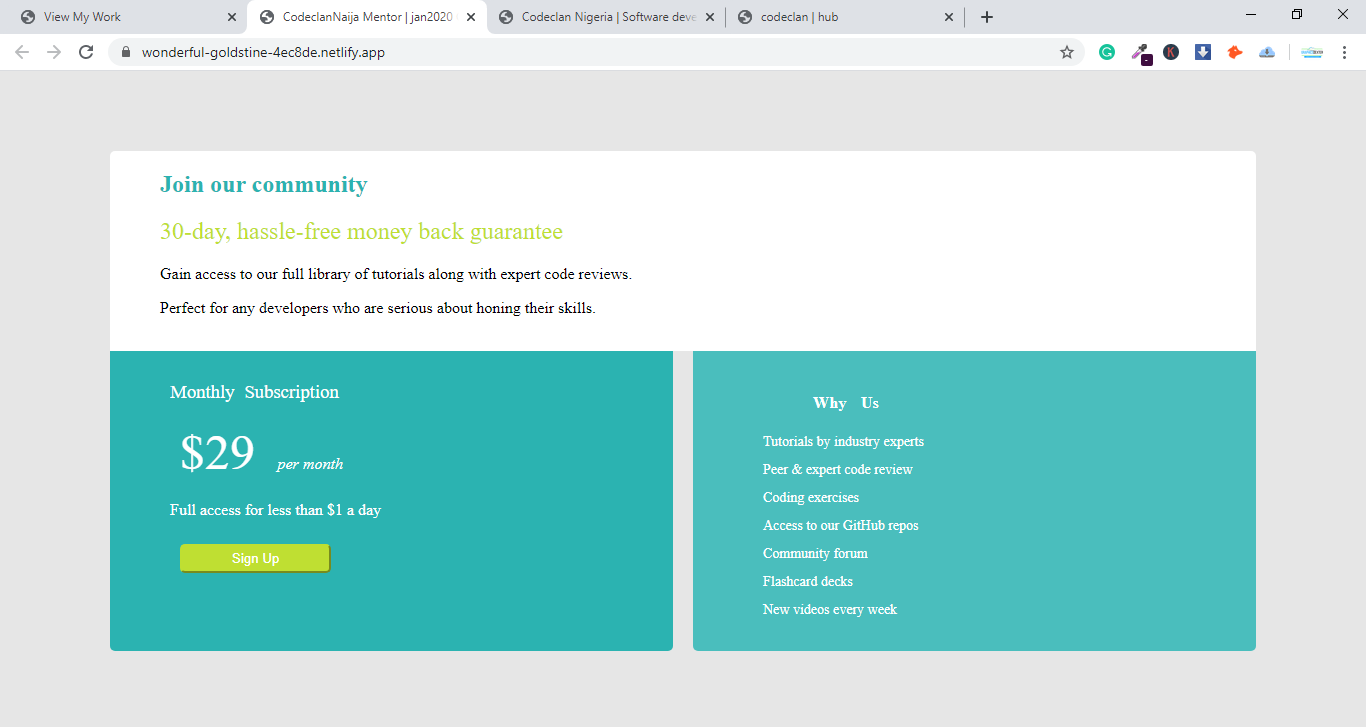 View My Work
CodeclanNaija Mentor | jan2020
Codeclan Nigeria | Software deve
codeclan | hub
wonderful-goldstine-4ec8de.netlify.app
Join our community
30-day, hassle-free money back guarantee
Gain access to our full library of tutorials along with expert code reviews.
Perfect for any developers who are serious about honing their skills.
Monthly Subscription
$29 per month
Full access for less than $1 a day
Sign Up
Why Us
Tutorials by industry experts
Peer & expert code review
Coding exercises
Access to our GitHub repos
Community forum
Flashcard decks
New videos every week